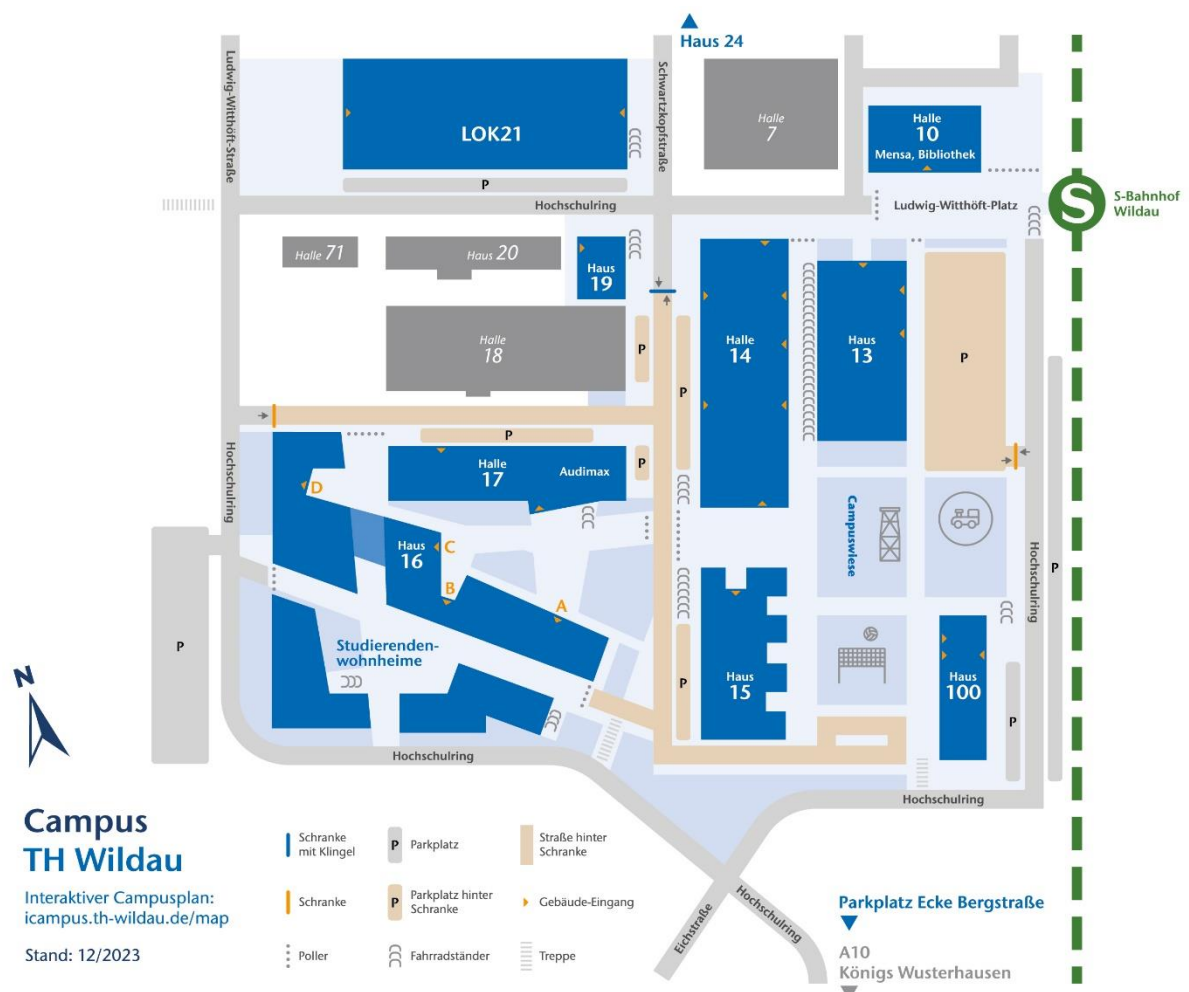 Haus 24
Ludwig-Witthöft-Straße
LOK21
P
Schwartzkopfstraße
Halle
7
Halle
10
Mensa, Bibliothek
Hochschulring
Ludwig-Witthöft-Platz
S
S-Bahnhof
Wildau
Halle 71
Haus 20
Haus
19
Halle
18
P
P
Halle
14
Haus
13
P
P
Hochschulring
Halle
17
Audimax
P
D
Haus
16
C
B
A
Campuswiese
Hochschulring
P
P
Studierenden-
wohnheime
P
Haus
15
Haus
100
P
N
Hochschulring
Hochschulring
Campus
TH Wildau
Interaktiver Campusplan:
icampus.th-wildau.de/map
Stand: 12/2023
Schranke
mit Klingel
P
Parkplatz
Straße hinter
Schranke
Schranke
P
Parkplatz hinter
Schranke
Gebäude-Eingang
Poller
Fahrradständer
Treppe
Eichstraße
Hochschulring
Parkplatz Ecke Bergstraße
A10
Königs Wusterhausen